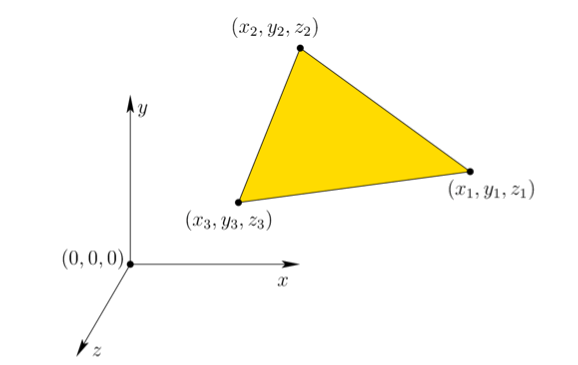 (x₂, y₂, z₂)
y
(x₁, y₁, z₁)
(x₃, y₃, z₃)
(0, 0, 0)
x
z